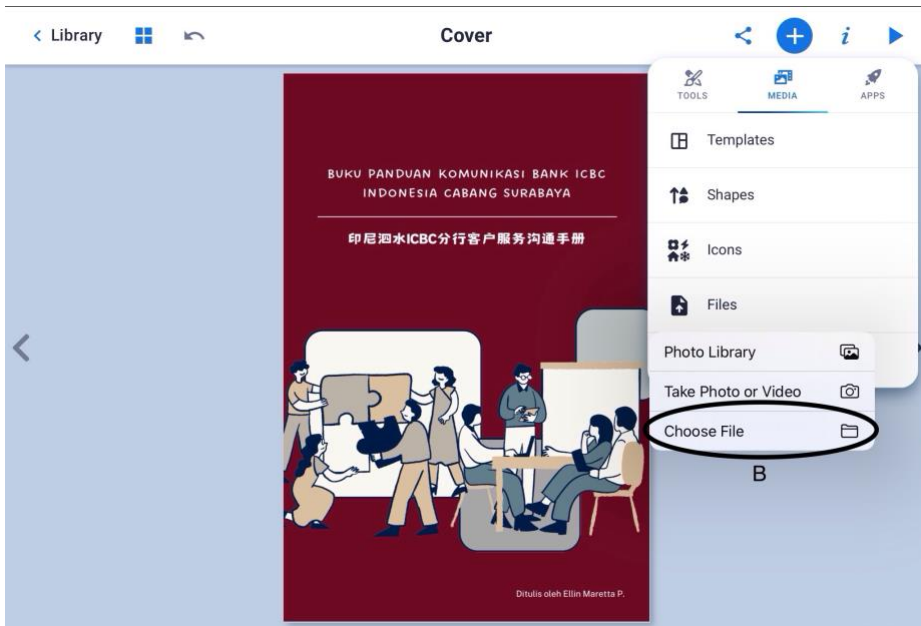 Library
Cover
TOOLS
MEDIA
APPS
Templates
Shapes
Icons
Files
Photo Library
Take Photo or Video
Choose File
B
BUKU PANDUAN KOMUNIKASI BANK ICBC
INDONESIA CABANG SURABAYA
印尼泗水ICBC分行客户服务沟通手册
Ditulis oleh Ellin Maretta P.